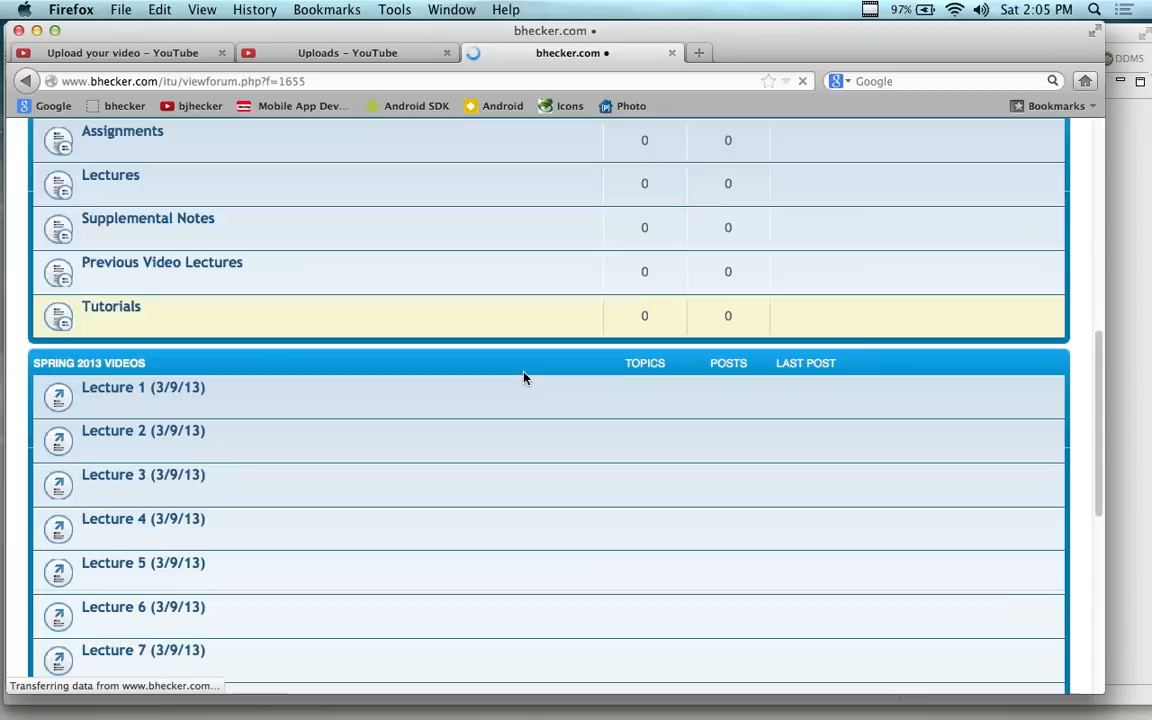 Firefox File Edit View History Bookmarks Tools Window Help 97% Sat 2:05 PM
bhecker.com
Upload your video – YouTube Uploads – YouTube bhecker.com
DDMS
www.bhecker.com/itu/viewforum.php?f=1655 Google
Google bhecker bjhecker Mobile App Dev... Android SDK Android Icons Photo Bookmarks
Assignments 0 0
Lectures 0 0
Supplemental Notes 0 0
Previous Video Lectures 0 0
Tutorials 0 0
SPRING 2013 VIDEOS TOPICS POSTS LAST POST
Lecture 1 (3/9/13)
Lecture 2 (3/9/13)
Lecture 3 (3/9/13)
Lecture 4 (3/9/13)
Lecture 5 (3/9/13)
Lecture 6 (3/9/13)
Lecture 7 (3/9/13)
Transferring data from www.bhecker.com...